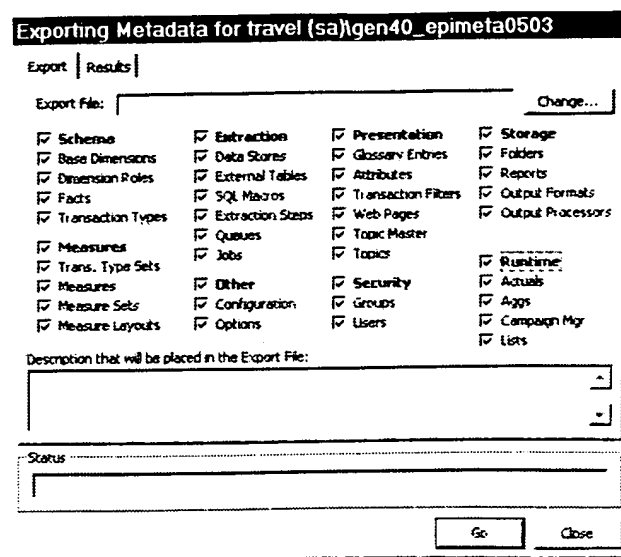 Exporting Metadata for travel (sa)\gen40_epimeta0503
Export
Results
Export File:
Change...
Schema
Base Dimensions
Dimension Roles
Facts
Transaction Types
Measures
Trans. Type Sets
Measures
Measure Sets
Measure Layouts
Extraction
Data Stores
External Tables
SQL Macros
Extraction Steps
Queues
Jobs
Other
Configuration
Options
Presentation
Glossary Entries
Attributes
Transaction Filters
Web Pages
Topic Master
Topics
Security
Groups
Users
Storage
Folders
Reports
Output Formats
Output Processors
Runtime
Actuals
Aggs
Campaign Mgr
Lists
Description that will be placed in the Export File:
Status
Go
Close